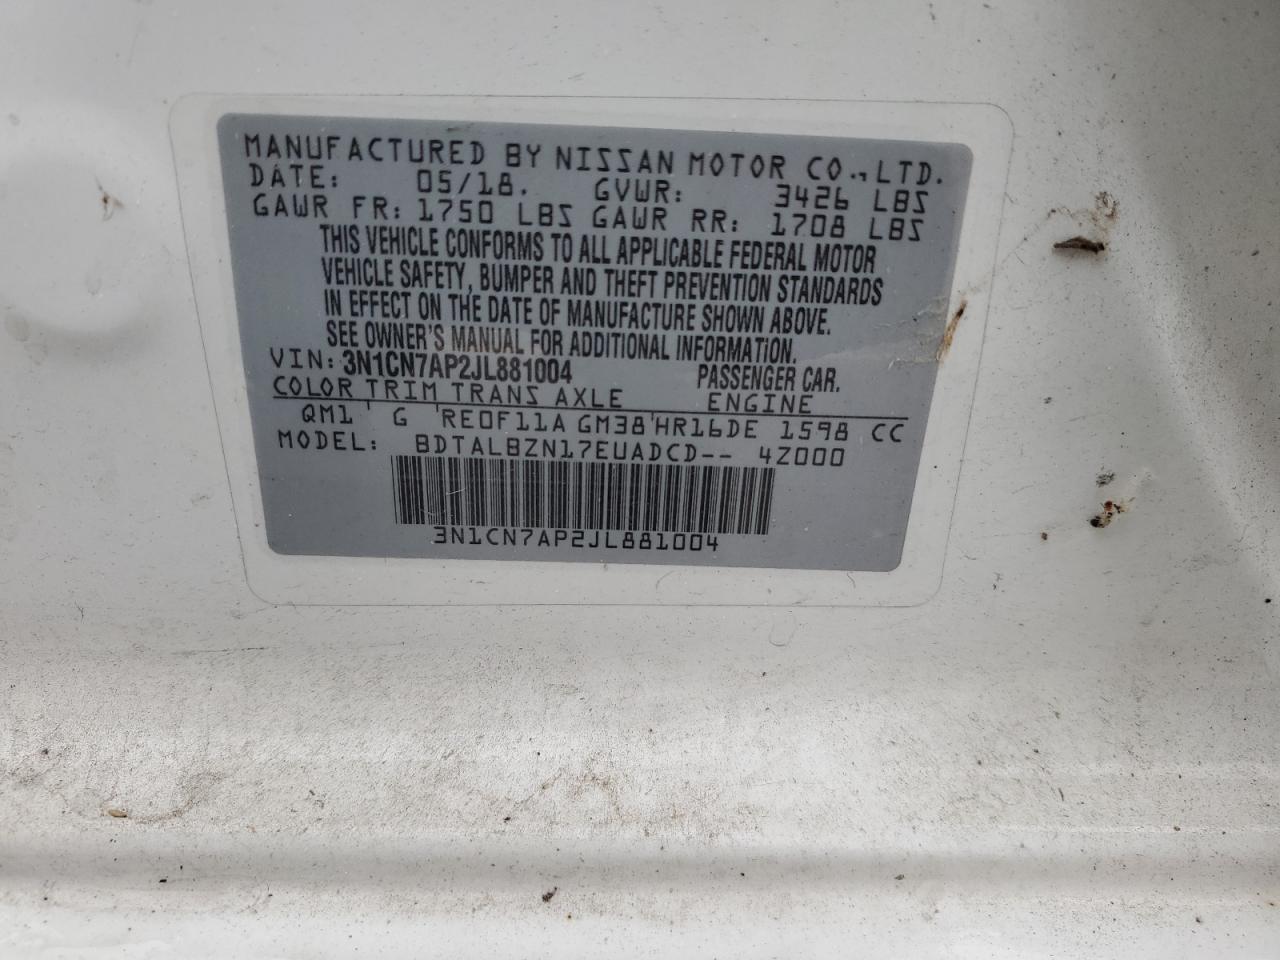 MANUFACTURED BY NISSAN MOTOR CO., LTD.
DATE: 05/18. GVWR: 3426 LBS
GAWR FR: 1750 LBS GAWR RR: 1708 LBS
THIS VEHICLE CONFORMS TO ALL APPLICABLE FEDERAL MOTOR
VEHICLE SAFETY, BUMPER AND THEFT PREVENTION STANDARDS
IN EFFECT ON THE DATE OF MANUFACTURE SHOWN ABOVE.
SEE OWNER'S MANUAL FOR ADDITIONAL INFORMATION.
VIN: 3N1CN7AP2JL881004 PASSENGER CAR.
COLOR TRIM TRANS AXLE ENGINE
QM1 ' G 'RE0F11A GM38'HR16DE 1598 CC
MODEL: BDTALBZN17EUADCD-- 4Z000
3N1CN7AP2JL881004